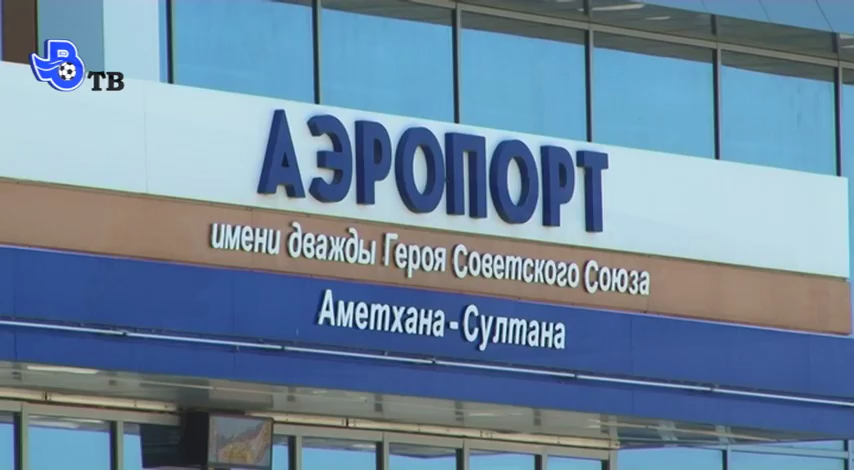 ТВ
АЭРОПОРТ
имени дважды Героя Советского Союза
Аметхана-Султана